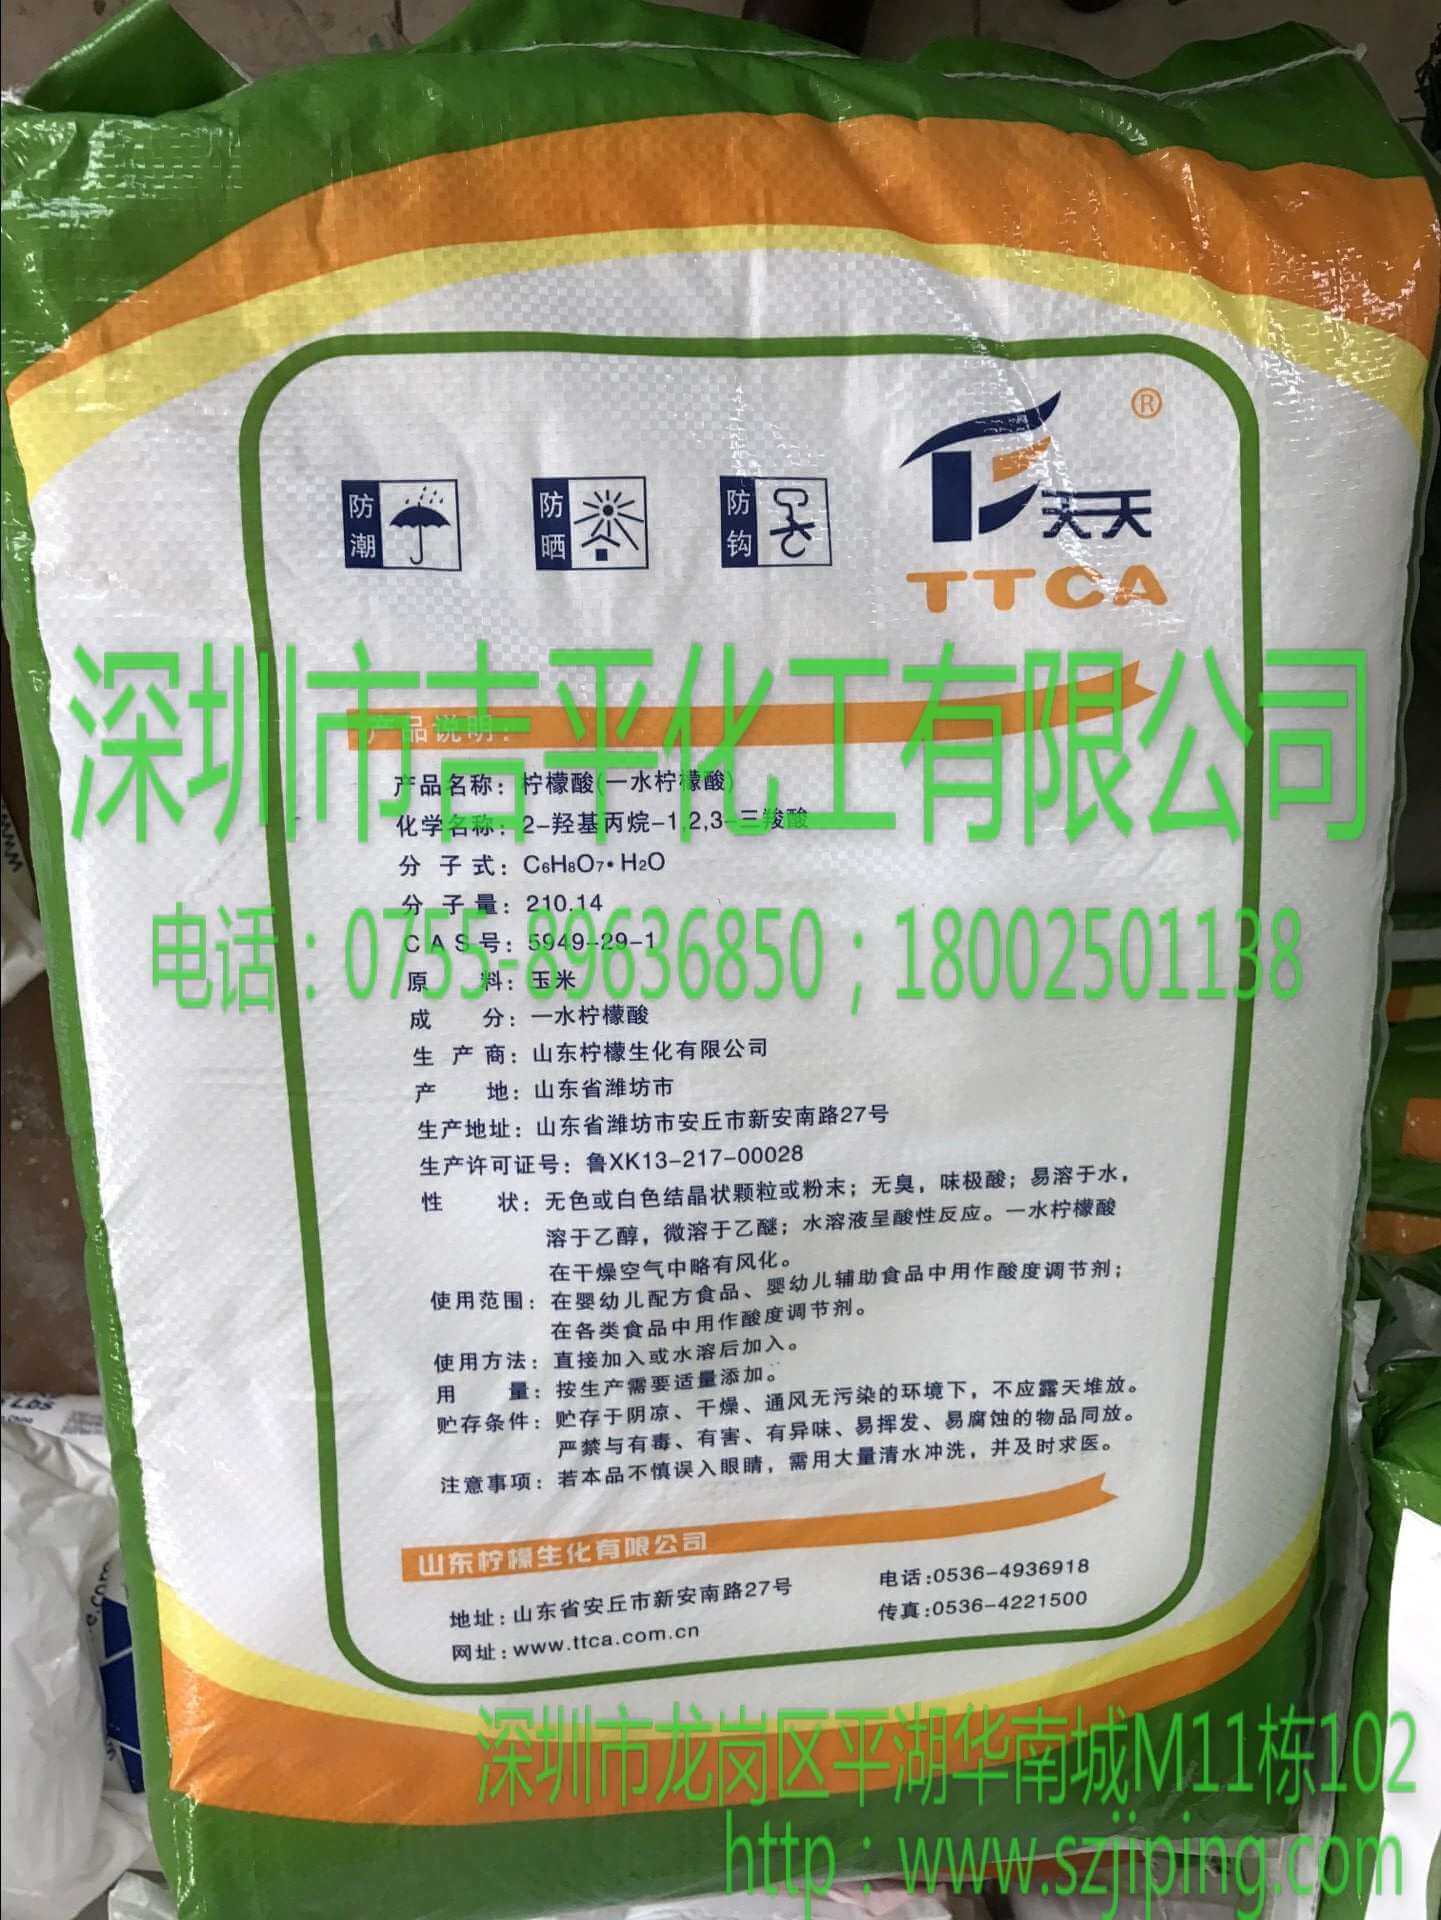 防潮
防晒
防钩
®
天天
TTCA
深圳市吉平化工有限公司
产品说明：
产品名称：柠檬酸(一水柠檬酸)
化学名称：2-羟基丙烷-1,2,3-三羧酸
分子式：C6H8O7•H2O
分子量：210.14
电话：0755-89636850；18002501138
CAS号：5949-29-1
原料：玉米
成分：一水柠檬酸
生产商：山东柠檬生化有限公司
产地：山东省潍坊市
生产地址：山东省潍坊市安丘市新安南路27号
生产许可证号：鲁XK13-217-00028
性状：无色或白色结晶状颗粒或粉末；无臭，味极酸；易溶于水，
溶于乙醇，微溶于乙醚；水溶液呈酸性反应。一水柠檬酸
在干燥空气中略有风化。
使用范围：在婴幼儿配方食品、婴幼儿辅助食品中用作酸度调节剂；
在各类食品中用作酸度调节剂。
使用方法：直接加入或水溶后加入。
用量：按生产需要适量添加。
贮存条件：贮存于阴凉、干燥、通风无污染的环境下，不应露天堆放。
严禁与有毒、有害、有异味、易挥发、易腐蚀的物品同放。
注意事项：若本品不慎误入眼睛，需用大量清水冲洗，并及时求医。
山东柠檬生化有限公司
地址：山东省安丘市新安南路27号
电话:0536-4936918
网址：www.ttca.com.cn
传真:0536-4221500
深圳市龙岗区平湖华南城M11栋102
http：www.szjiping.com